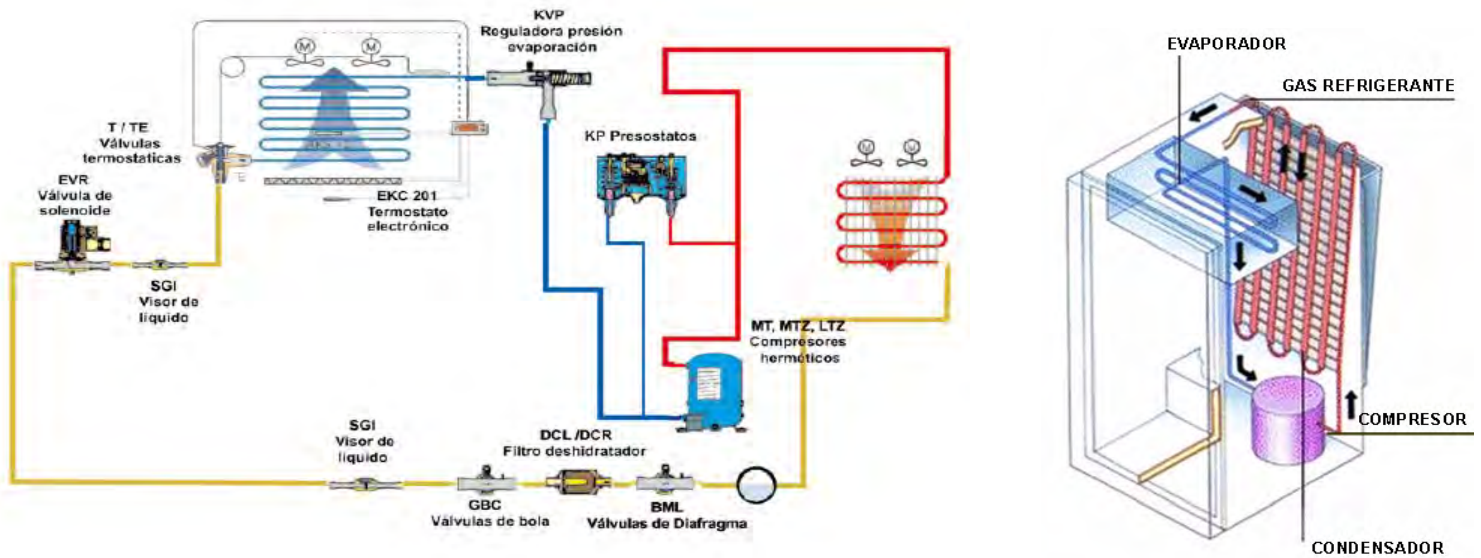 KVP
Reguladora presión
evaporación
M
M
T / TE
Válvulas
termostaticas
EVR
Válvula de
solenoide
EKC 201
Termostato
electrónico
KP Presostatos
M
M
SGI
Visor de
líquido
MT, MTZ, LTZ
Compresores
herméticos
SGI
Visor de
líquido
DCL /DCR
Filtro deshidratador
GBC
Válvulas de bola
BML
Válvulas de Diafragma
EVAPORADOR
GAS REFRIGERANTE
COMPRESOR
CONDENSADOR